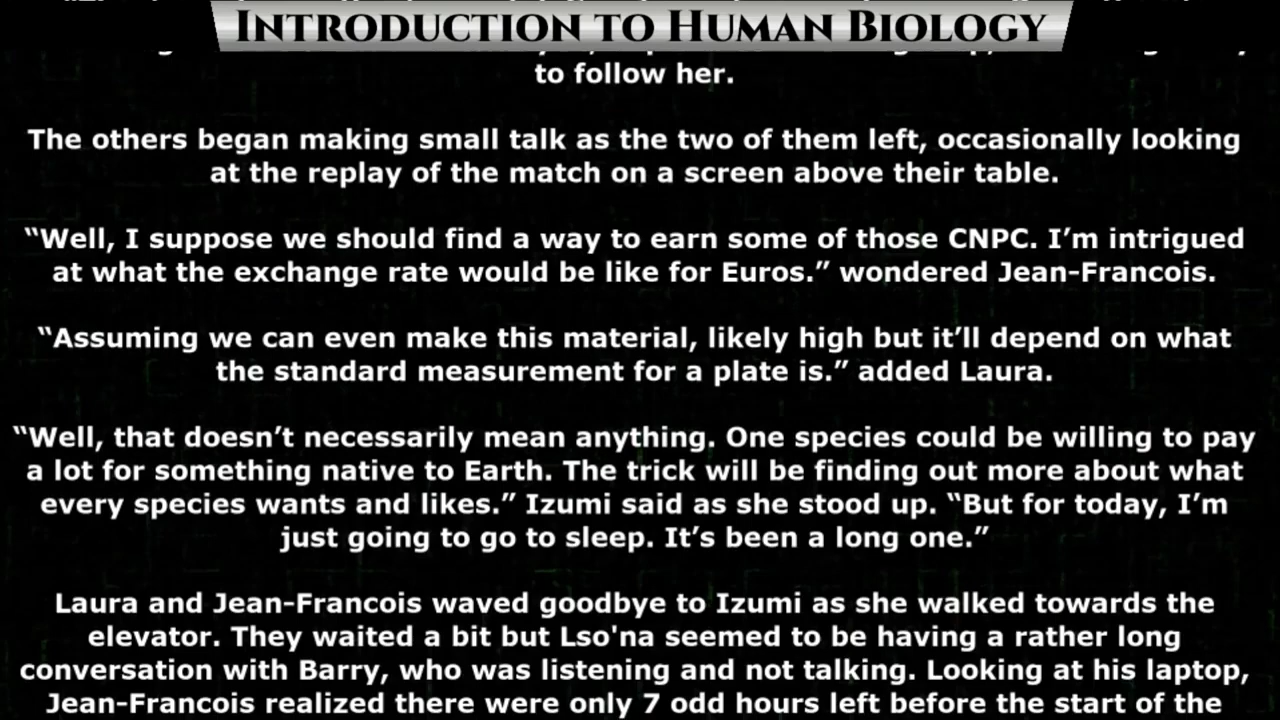 Introduction to Human Biology
to follow her.
The others began making small talk as the two of them left, occasionally looking
at the replay of the match on a screen above their table.
“Well, I suppose we should find a way to earn some of those CNPC. I’m intrigued
at what the exchange rate would be like for Euros.” wondered Jean-Francois.
“Assuming we can even make this material, likely high but it’ll depend on what
the standard measurement for a plate is.” added Laura.
“Well, that doesn’t necessarily mean anything. One species could be willing to pay
a lot for something native to Earth. The trick will be finding out more about what
every species wants and likes.” Izumi said as she stood up. “But for today, I’m
just going to go to sleep. It’s been a long one.”
Laura and Jean-Francois waved goodbye to Izumi as she walked towards the
elevator. They waited a bit but Lso'na seemed to be having a rather long
conversation with Barry, who was listening and not talking. Looking at his laptop,
Jean-Francois realized there were only 7 odd hours left before the start of the